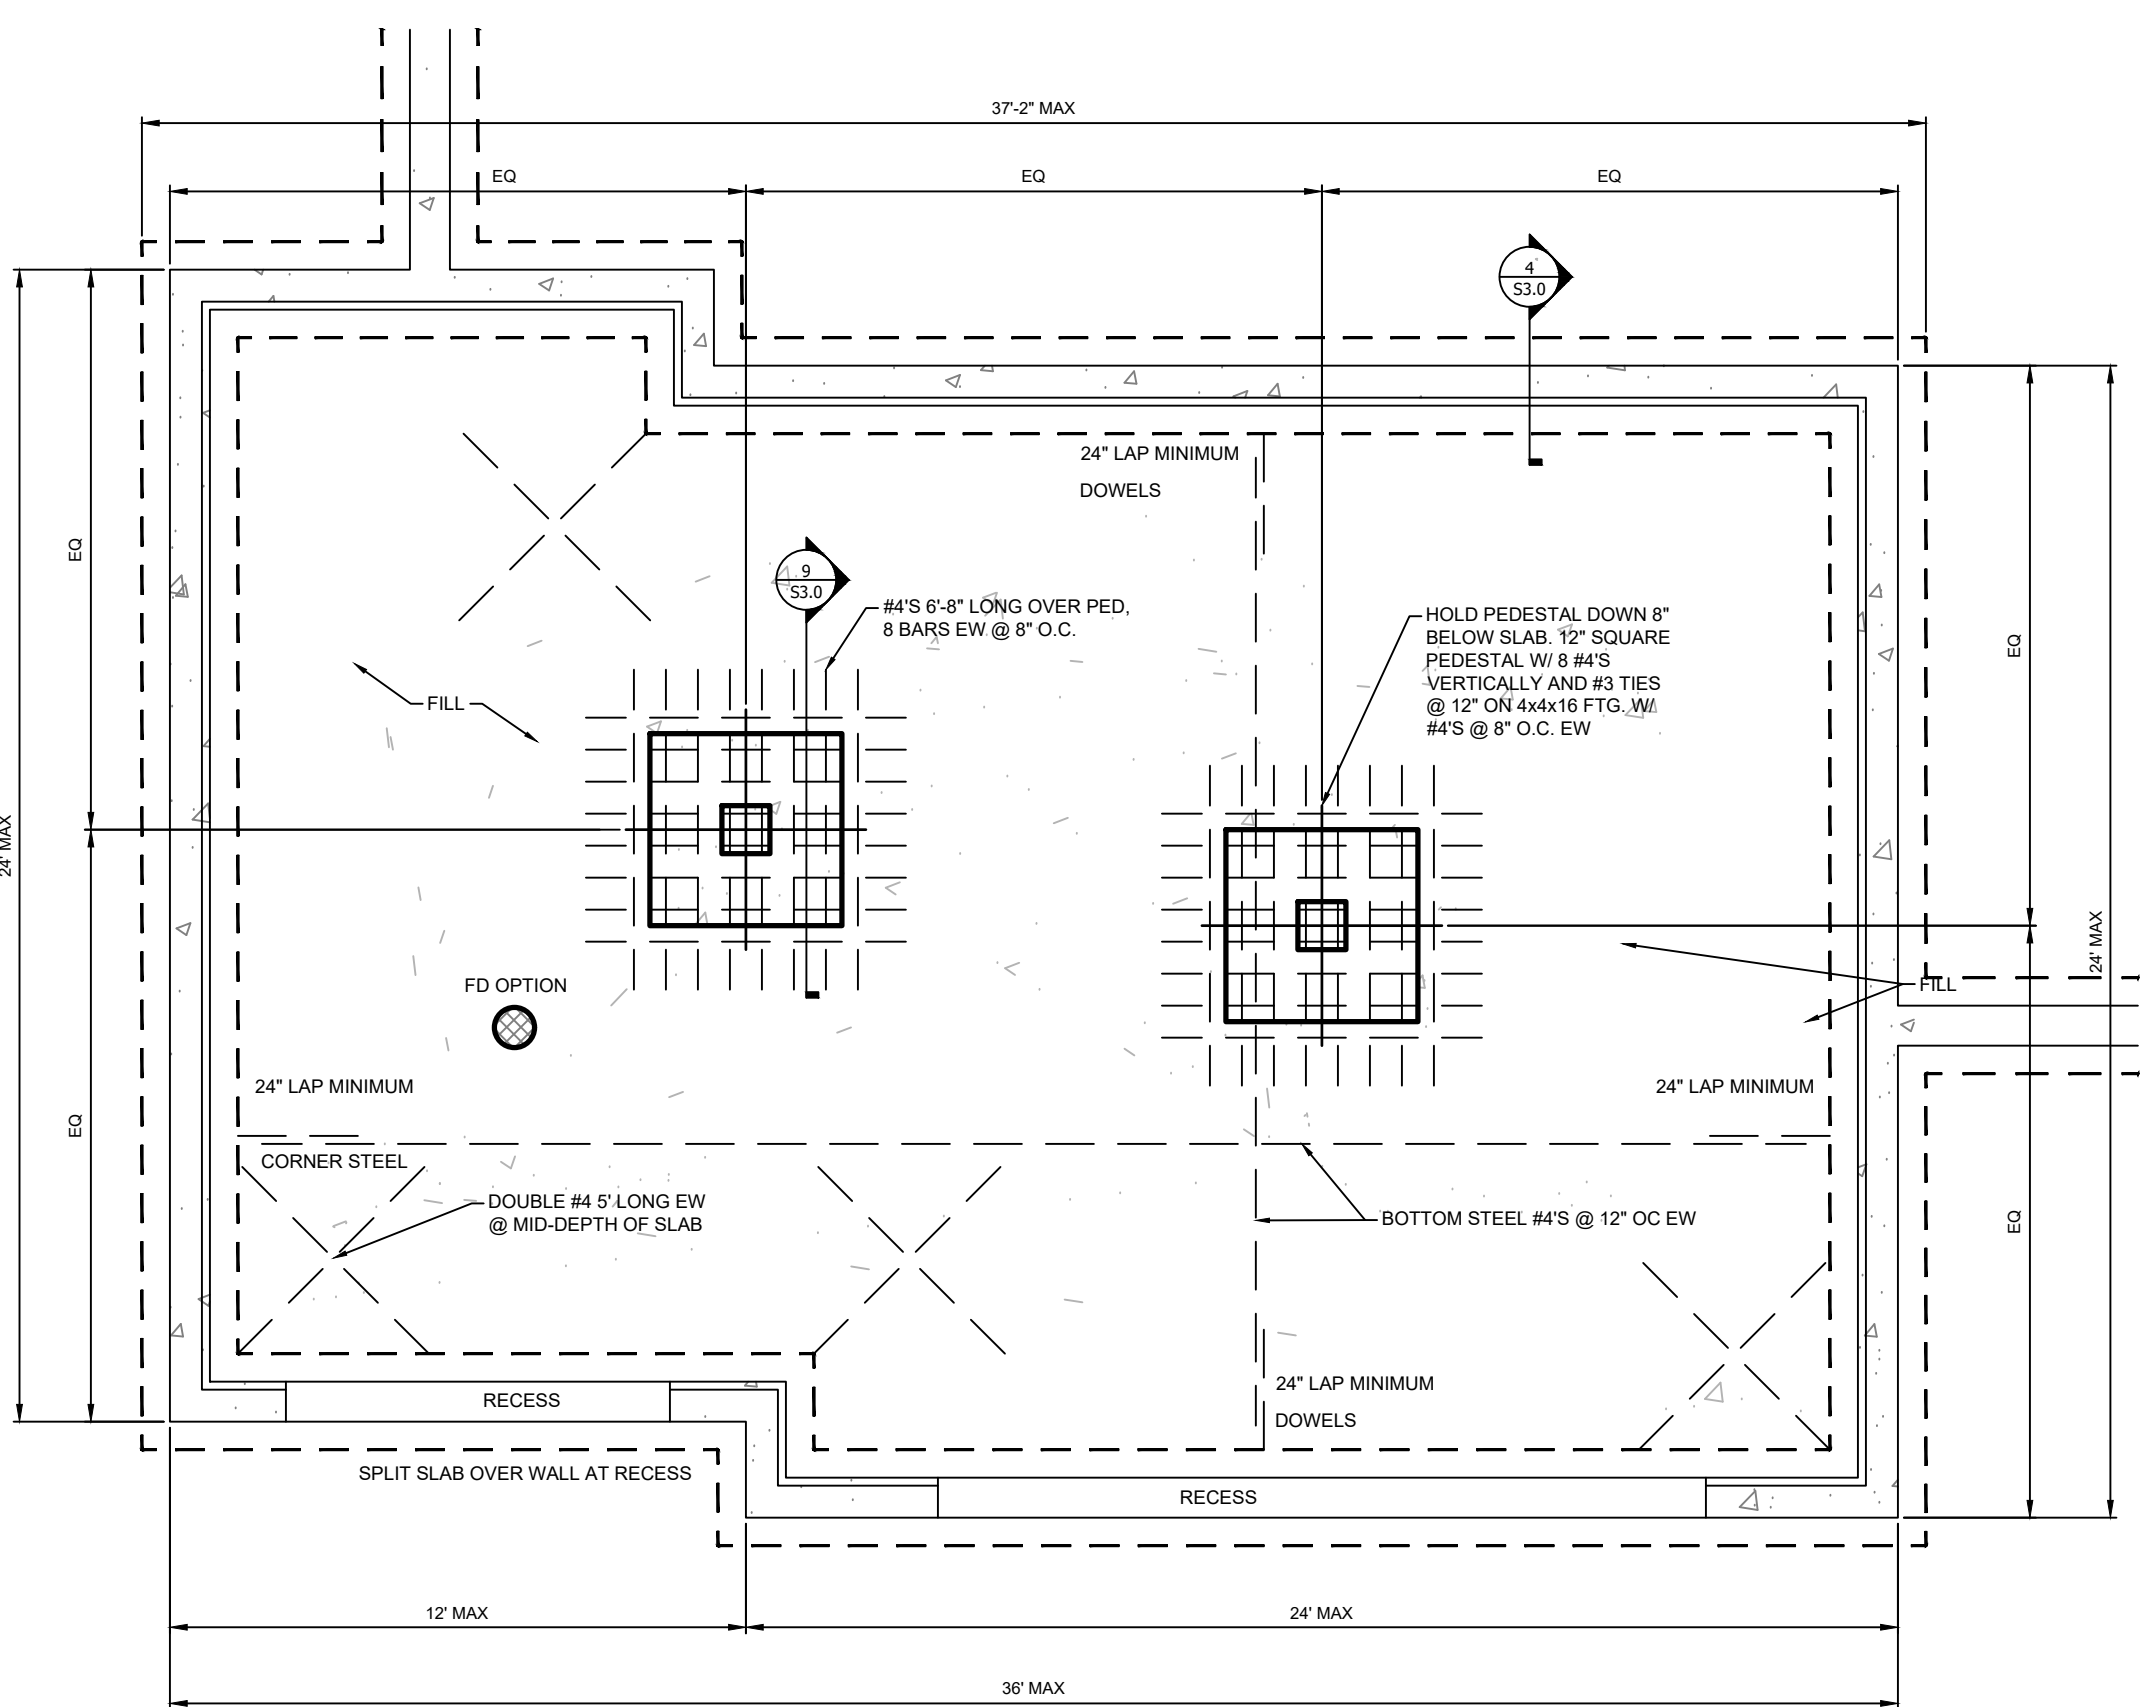 37'-2" MAX
EQ
EQ
EQ
4
S3.0
24" LAP MINIMUM
DOWELS
EQ
9
S3.0
#4'S 6'-8" LONG OVER PED,
8 BARS EW @ 8" O.C.
HOLD PEDESTAL DOWN 8"
BELOW SLAB. 12" SQUARE
PEDESTAL W/ 8 #4'S
VERTICALLY AND #3 TIES
@ 12" ON 4x4x16 FTG. W/
#4'S @ 8" O.C. EW
EQ
FILL
24' MAX
24' MAX
FD OPTION
FILL
24" LAP MINIMUM
24" LAP MINIMUM
EQ
CORNER STEEL
DOUBLE #4 5' LONG EW
@ MID-DEPTH OF SLAB
BOTTOM STEEL #4'S @ 12" OC EW
EQ
24" LAP MINIMUM
DOWELS
RECESS
SPLIT SLAB OVER WALL AT RECESS
RECESS
12' MAX
24' MAX
36' MAX